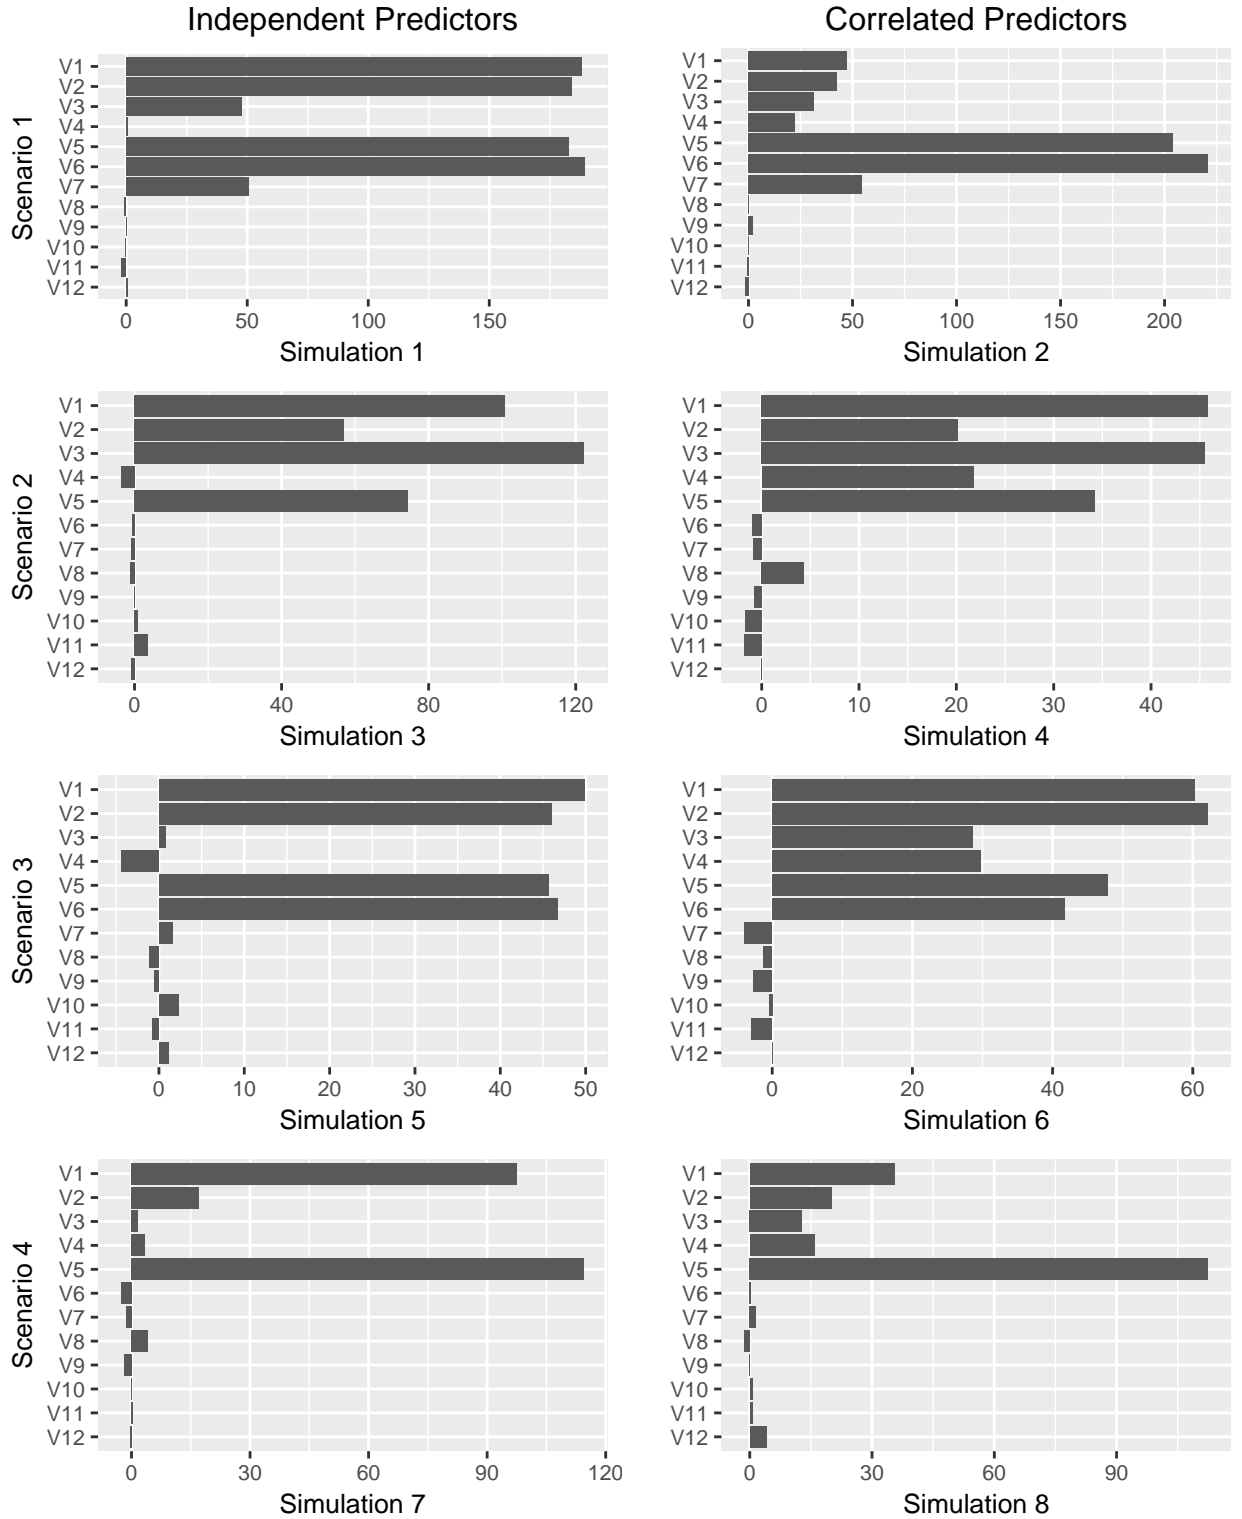 Independent Predictors
Correlated Predictors
Scenario 1
V1
V2
V3
V4
V5
V6
V7
V8
V9
V10
V11
V12
0 50 100 150
Simulation 1
V1
V2
V3
V4
V5
V6
V7
V8
V9
V10
V11
V12
0 50 100 150 200
Simulation 2
Scenario 2
V1
V2
V3
V4
V5
V6
V7
V8
V9
V10
V11
V12
0 40 80 120
Simulation 3
V1
V2
V3
V4
V5
V6
V7
V8
V9
V10
V11
V12
0 10 20 30 40
Simulation 4
Scenario 3
V1
V2
V3
V4
V5
V6
V7
V8
V9
V10
V11
V12
0 10 20 30 40 50
Simulation 5
V1
V2
V3
V4
V5
V6
V7
V8
V9
V10
V11
V12
0 20 40 60
Simulation 6
Scenario 4
V1
V2
V3
V4
V5
V6
V7
V8
V9
V10
V11
V12
0 30 60 90 120
Simulation 7
V1
V2
V3
V4
V5
V6
V7
V8
V9
V10
V11
V12
0 30 60 90
Simulation 8